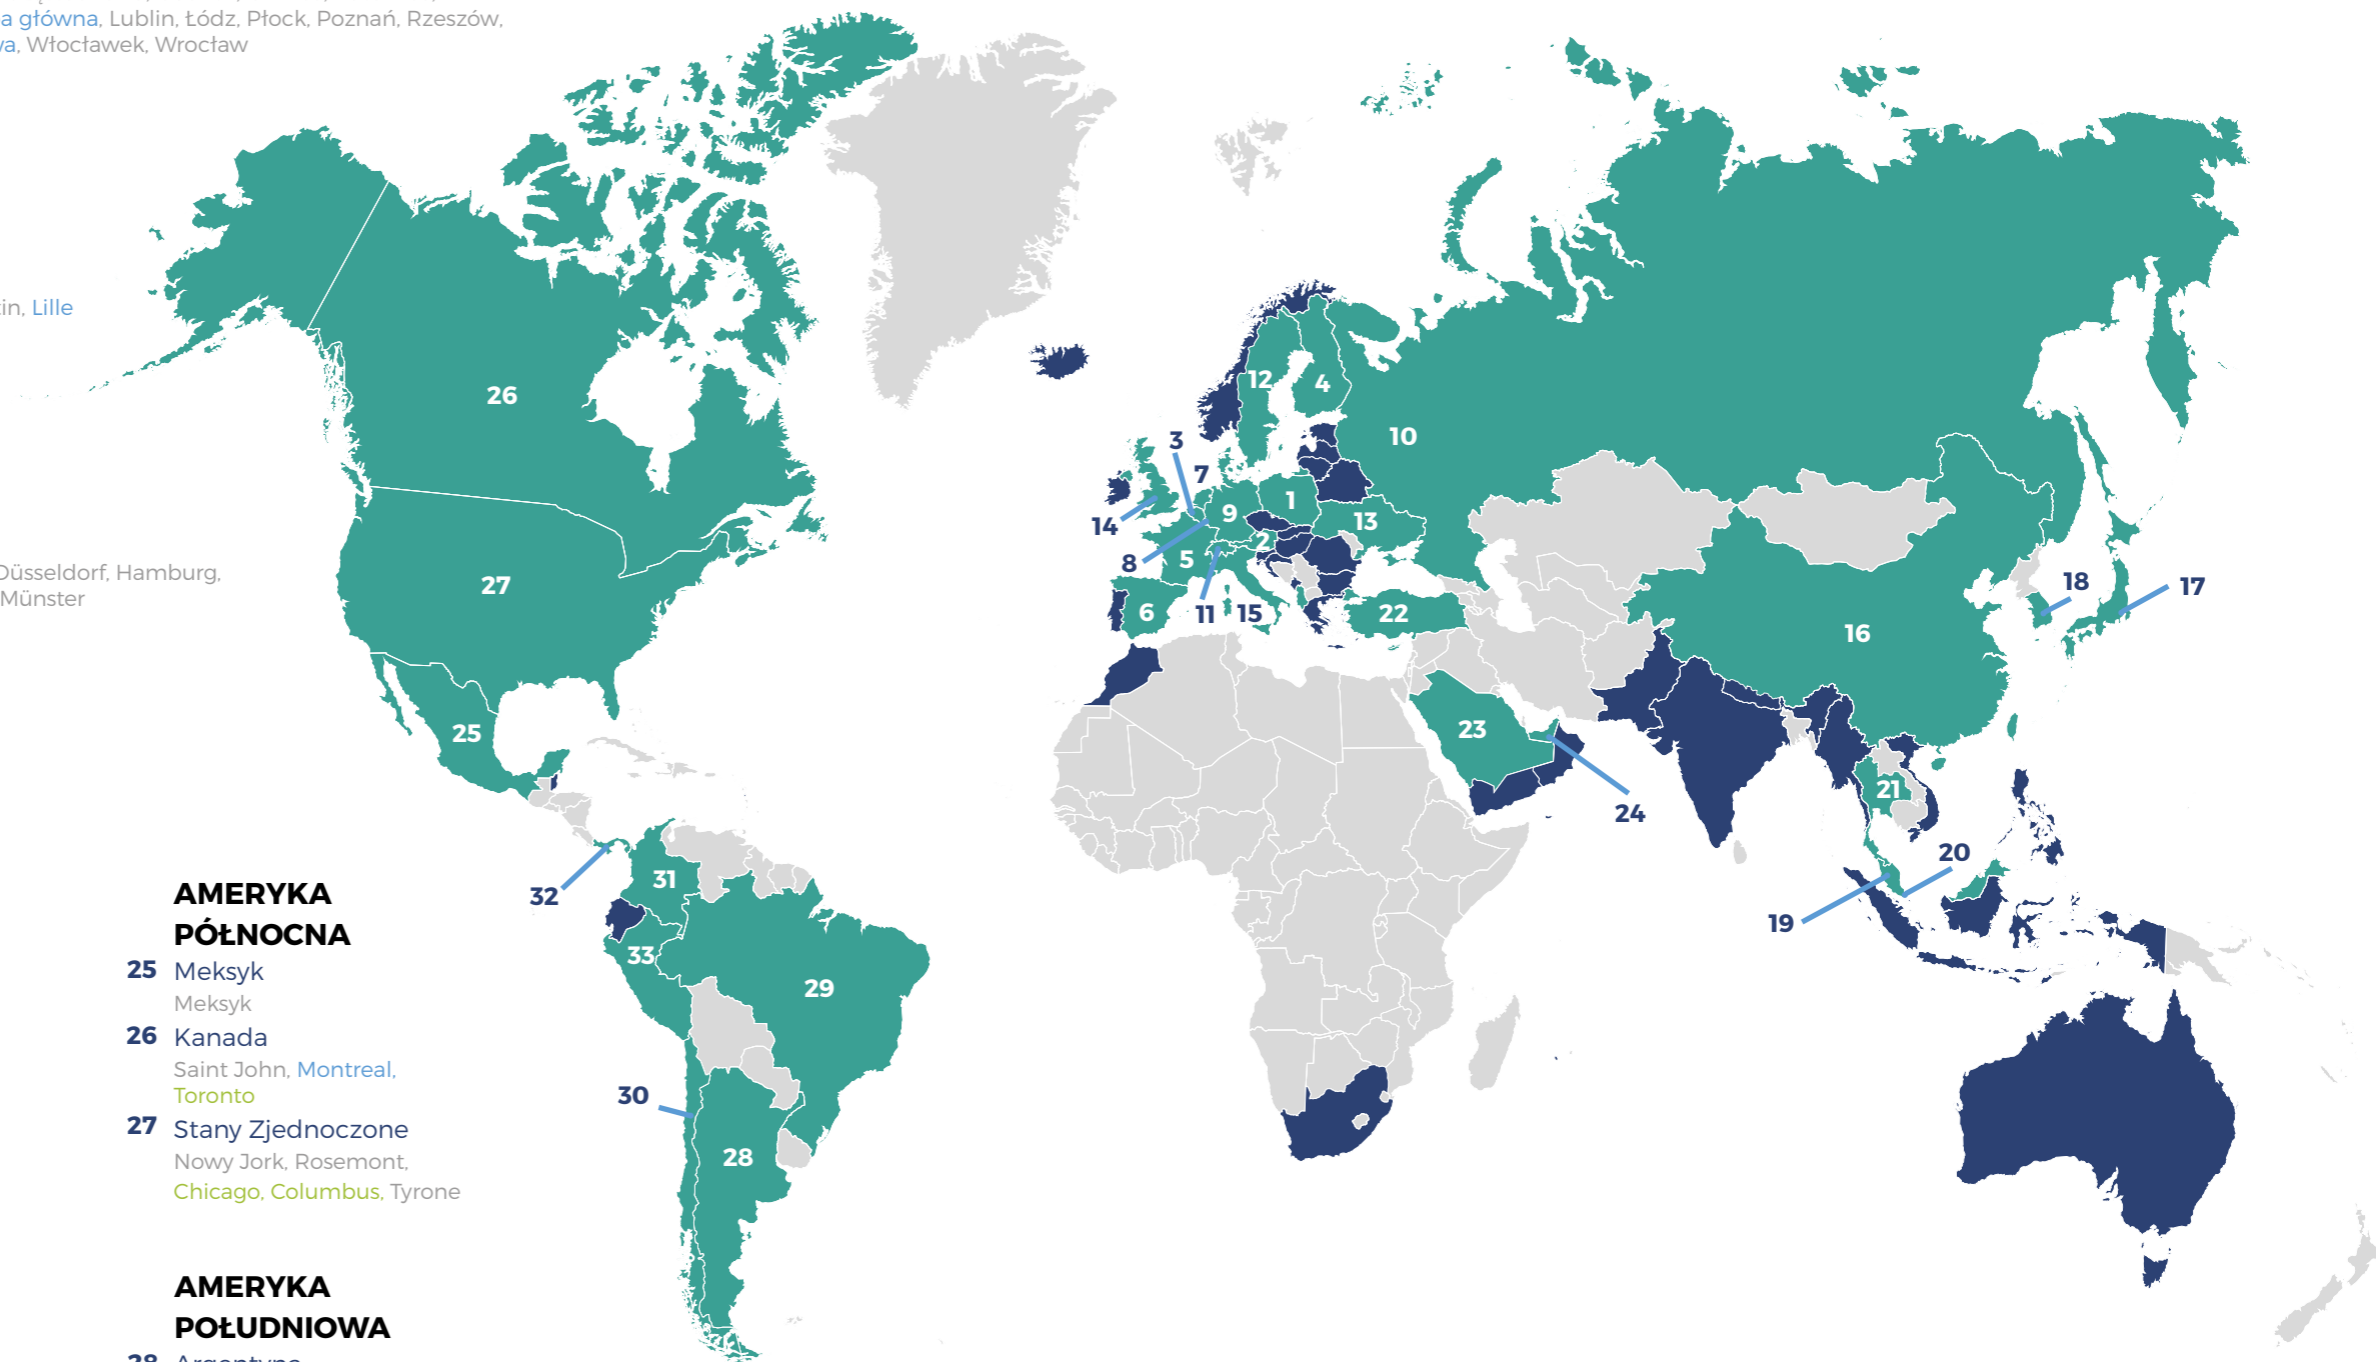 a główna, Lublin, Łódz, Płock, Poznań, Rzeszów,
va, Włocławek, Wrocław
in, Lille
Düsseldorf, Hamburg,
Münster
26
27
25
32
31
33
29
30
28
12
4
10
3
7
14
9
1
13
8
5
2
11
15
6
22
23
24
16
18
17
21
20
19
AMERYKA
PÓŁNOCNA
25 Meksyk
Meksyk
26 Kanada
Saint John, Montreal,
Toronto
27 Stany Zjednoczone
Nowy Jork, Rosemont,
Chicago, Columbus, Tyrone
AMERYKA
POŁUDNIOWA
28 Argentyna